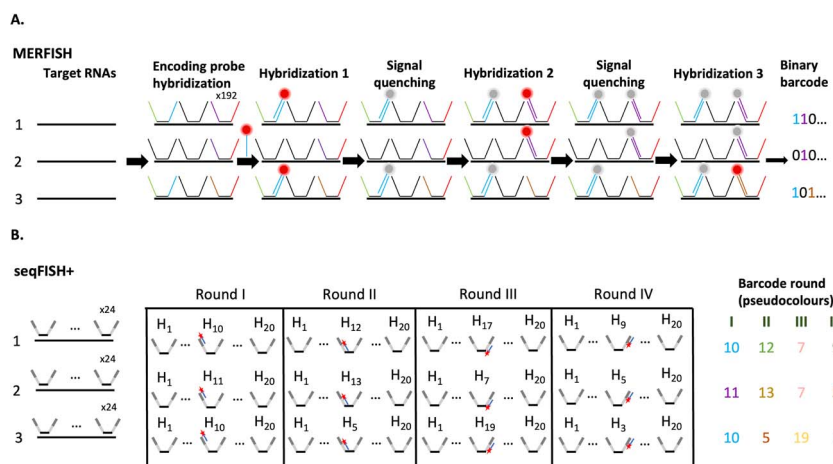 A.
MERFISH
Target RNAs
Encoding probe hybridization
Hybridization 1
Signal quenching
Hybridization 2
Signal quenching
Hybridization 3
Binary barcode
x192
1
110...
2
010...
3
101...
B.
seqFISH+
Round I
Round II
Round III
Round IV
Barcode round (pseudocolours)
I II III
x24
...
1
H1 ... H10 ... H20
H1 ... H12 ... H20
H1 ... H17 ... H20
H1 ... H9 ... H20
10 12 7
x24
...
2
H1 ... H11 ... H20
H1 ... H13 ... H20
H1 ... H7 ... H20
H1 ... H5 ... H20
11 13 7
x24
...
3
H1 ... H10 ... H20
H1 ... H5 ... H20
H1 ... H19 ... H20
H1 ... H3 ... H20
10 5 19